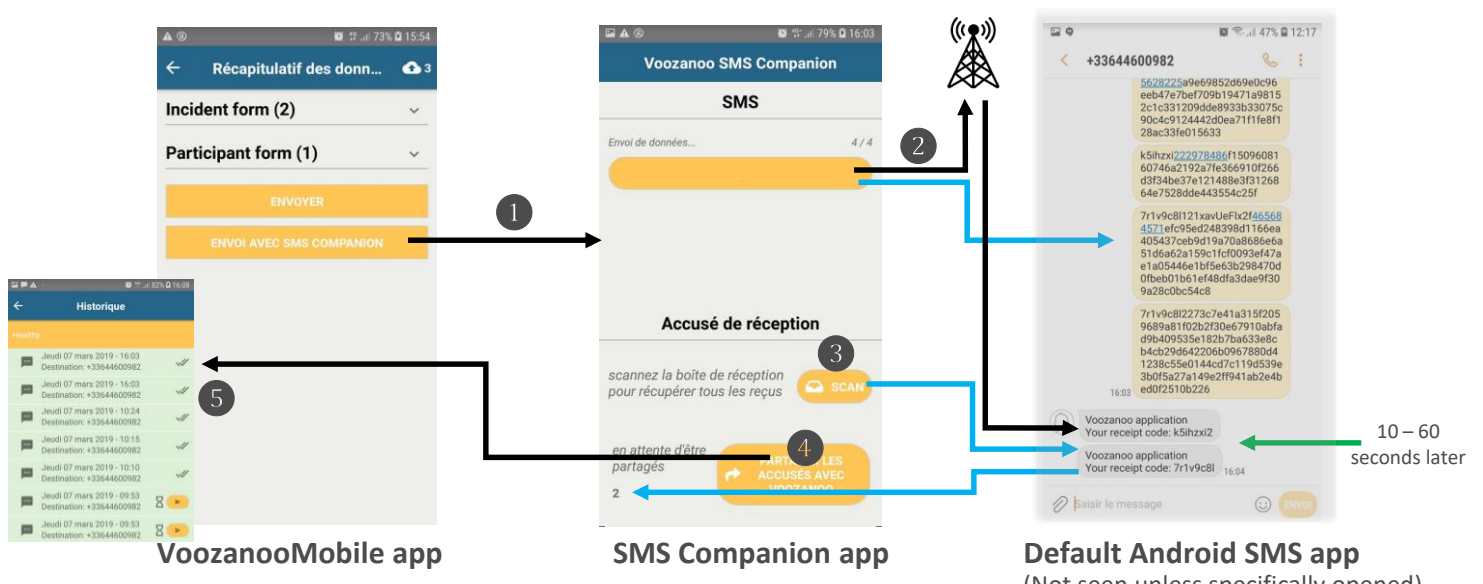 15:54
73%
Récapitulatif des donn...
3
Incident form (2)
Participant form (1)
ENVOYER
ENVOI AVEC SMS COMPANION
1
82% 16:08
Historique
Healthy
Jeudi 07 mars 2019 - 16:03
Destination: +33644600982
Jeudi 07 mars 2019 - 16:03
Destination: +33644600982
Jeudi 07 mars 2019 - 10:24
Destination: +33644600982
Jeudi 07 mars 2019 - 10:15
Destination: +33644600982
Jeudi 07 mars 2019 - 10:10
Destination: +33644600982
Jeudi 07 mars 2019 - 09:53
Destination: +33644600982
Jeudi 07 mars 2019 - 09:53
Destination: +33644600982
5
VoozanooMobile app
79% 16:03
Voozanoo SMS Companion
SMS
Envoi de données...
4 / 4
2
Accusé de réception
3
scannez la boîte de réception
pour récupérer tous les reçus
SCAN
4
en attente d'être
partagés
2
LES
ACCUSÉS AVEC
VOOZANOO
SMS Companion app
47% 12:17
+33644600982
5628225a9e69852d69e0c96
eeb47e7bef709b19471a9815
2c1c331209dde8933b33075c
90c4c9124442d0ea71f1fe8f1
28ac33fe015633
k5ihzxi222978486f15096081
60746a2192a7fe366910f266
d3f34be37e121488e3f31268
64e7528dde443554c25f
7r1v9c8l121xavUeFlx2f46568
4571efc95ed248398d1166ea
405437ceb9d19a70a8686e6a
51d6a62a159c1fcf0093ef47a
e1a05446e1bf5e63b298470d
0fbeb01b61ef48dfa3dae9f30
9a28c0bc54c8
7r1v9c8l2273c7e41a315f205
9689a81f02b2f30e67910abfa
d9b409535e182b7ba633e8c
b4cb29d642206b0967880d4
1238c55e0144cd7c119d539e
3b0f5a27a149e2ff941ab2e4b
ed0f2510b226
16:03
Voozanoo application
Your receipt code: k5ihzxi2
Voozanoo application
Your receipt code: 7r1v9c8l
16:04
10 – 60
seconds later
Saisir le message
ENVOI
Default Android SMS app
(Not seen unless specifically opened)